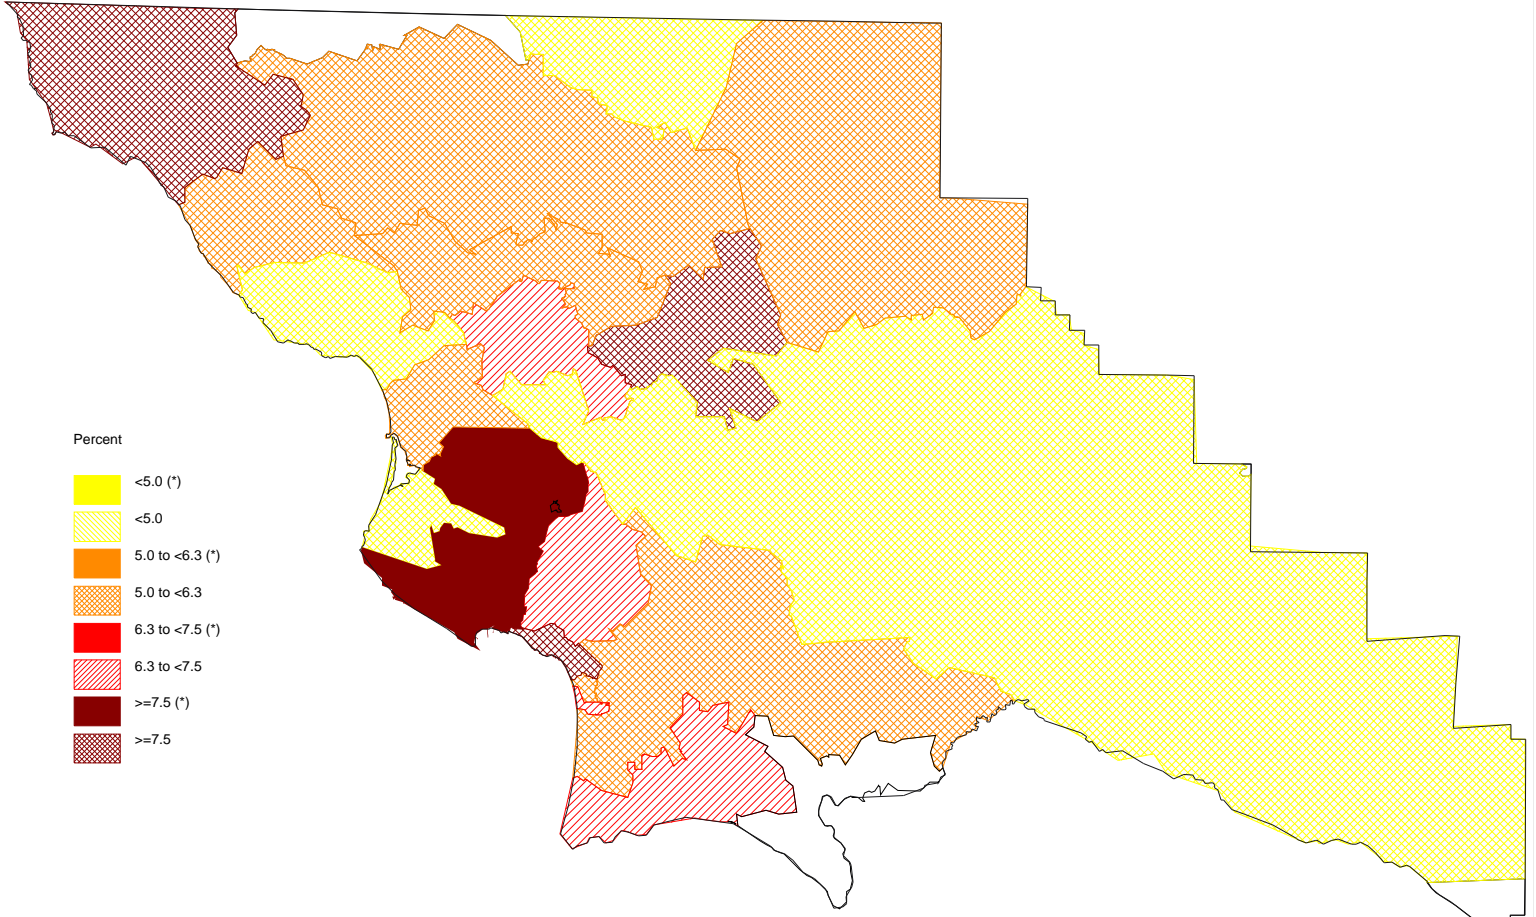 Percent
<5.0 (*)
<5.0
5.0 to <6.3 (*)
5.0 to <6.3
6.3 to <7.5 (*)
6.3 to <7.5
>=7.5 (*)
>=7.5